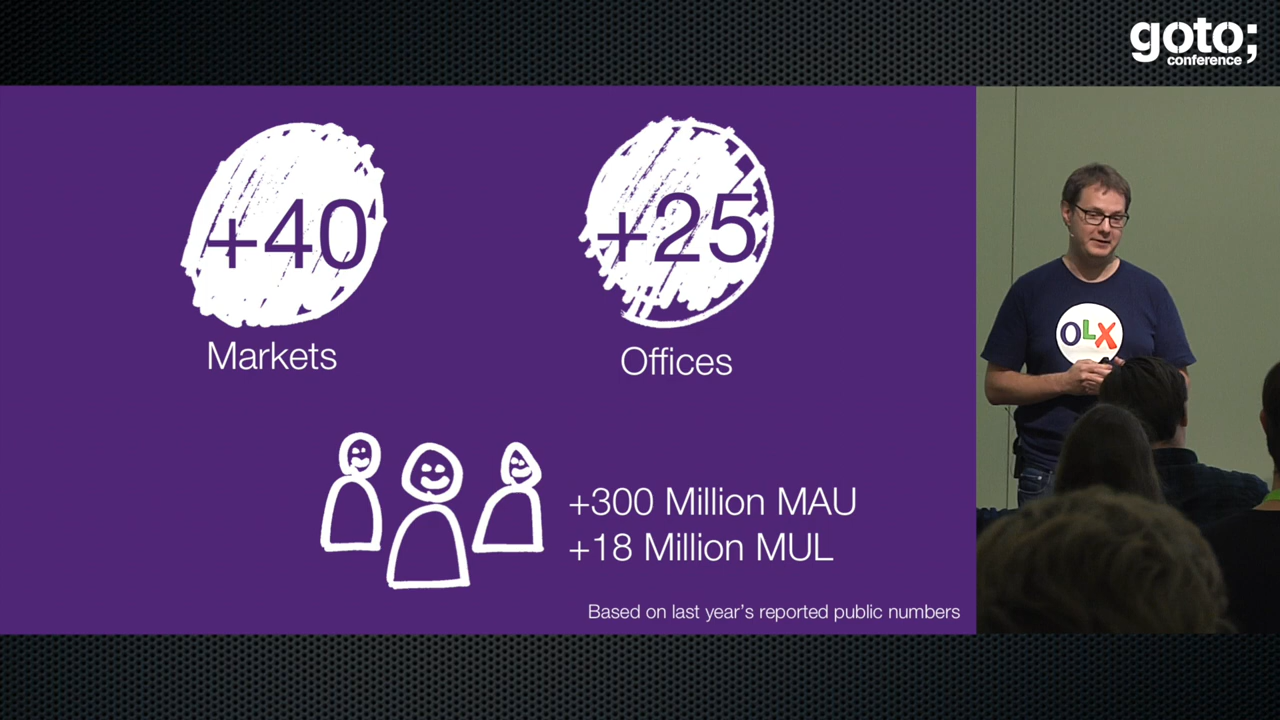 goto;
conference
+40
+25
Markets
Offices
OLX
+300 Million MAU
+18 Million MUL
Based on last year's reported public numbers